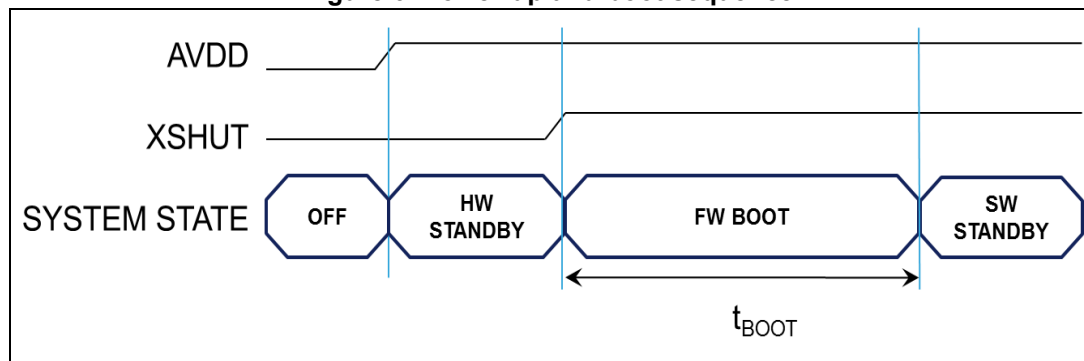 AVDD
XSHUT
SYSTEM STATE
OFF
HW
STANDBY
FW BOOT
SW
STANDBY
tBOOT